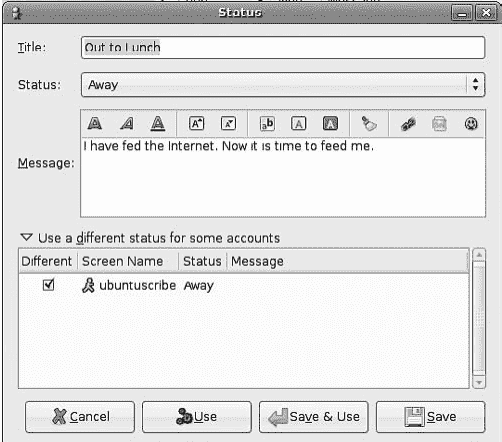 Status
Title: Out to Lunch
Status: Away
Message: I have fed the Internet. Now it is time to feed me.
Use a different status for some accounts
Different Screen Name Status Message
ubuntuscribe Away
Cancel Use Save & Use Save